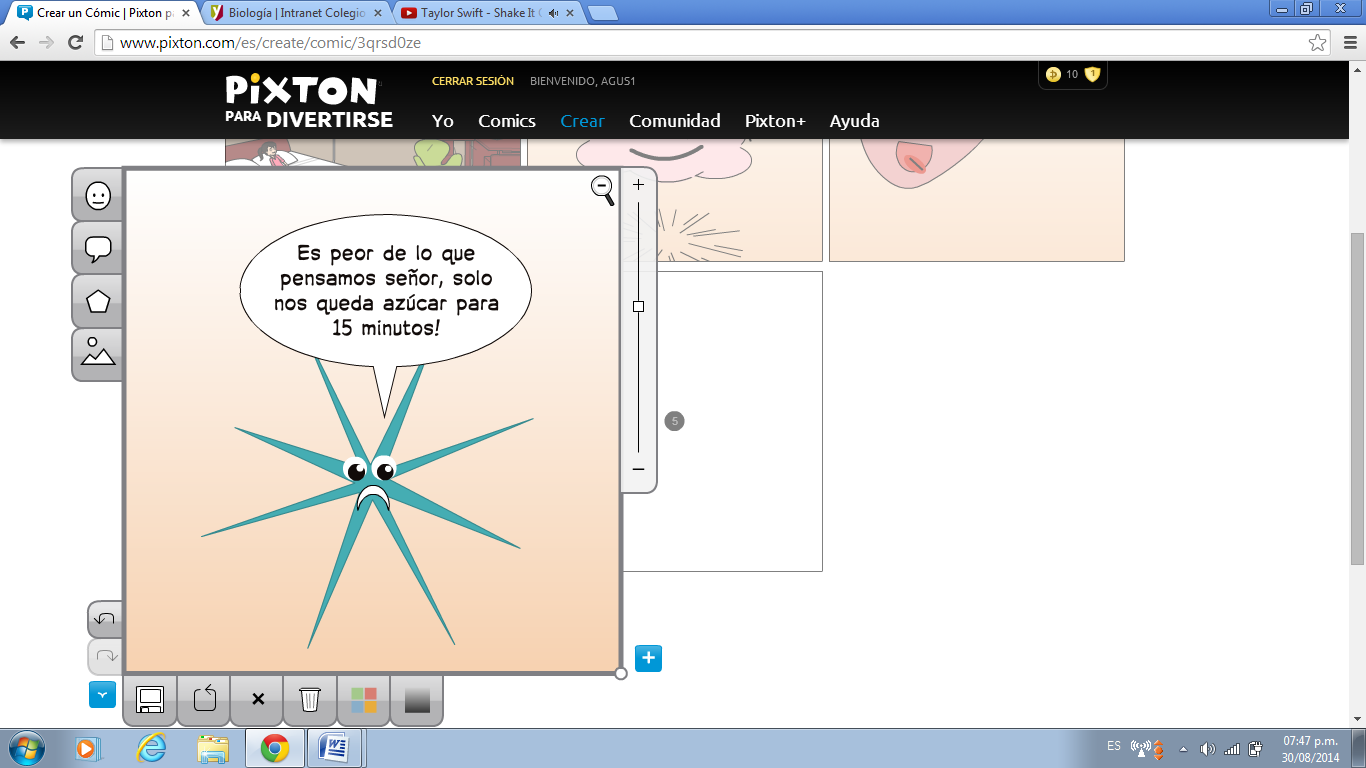 Crear un Cómic | Pixton pa
Biología | Intranet Colegio
Taylor Swift - Shake It O
www.pixton.com/es/create/comic/3qrsd0ze
PiXTON
PARA DIVERTIRSE
CERRAR SESIÓN
BIENVENIDO, AGUS1
10
1
Yo
Comics
Crear
Comunidad
Pixton+
Ayuda
Es peor de lo que
pensamos señor, solo
nos queda azúcar para
15 minutos!
5
ES
07:47 p.m.
30/08/2014